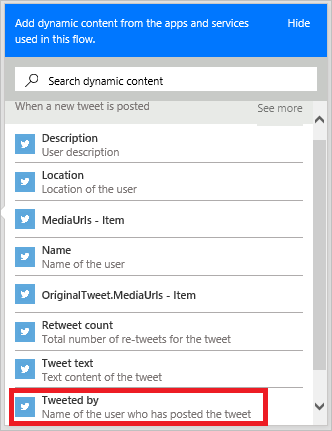 Add dynamic content from the apps and services Hide
used in this flow.
Search dynamic content
When a new tweet is posted See more
Description
User description
Location
Location of the user
MediaUrls - Item
Name
Name of the user
OriginalTweet.MediaUrls - Item
Retweet count
Total number of re-tweets for the tweet
Tweet text
Text content of the tweet
Tweeted by
Name of the user who has posted the tweet